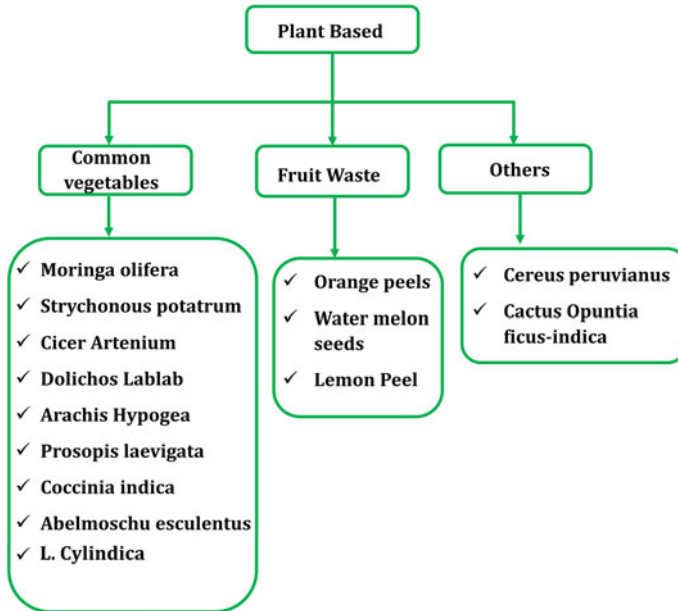 Plant Based
Common
vegetables
Fruit Waste
Others
✓ Moringa olifera
✓ Strychonous potatrum
✓ Cicer Artenium
✓ Dolichos Lablab
✓ Arachis Hypogea
✓ Prosopis laevigata
✓ Coccinia indica
✓ Abelmoschu esculentus
✓ L. Cylindica
✓ Orange peels
✓ Water melon
seeds
✓ Lemon Peel
✓ Cereus peruvianus
✓ Cactus Opuntia
ficus-indica